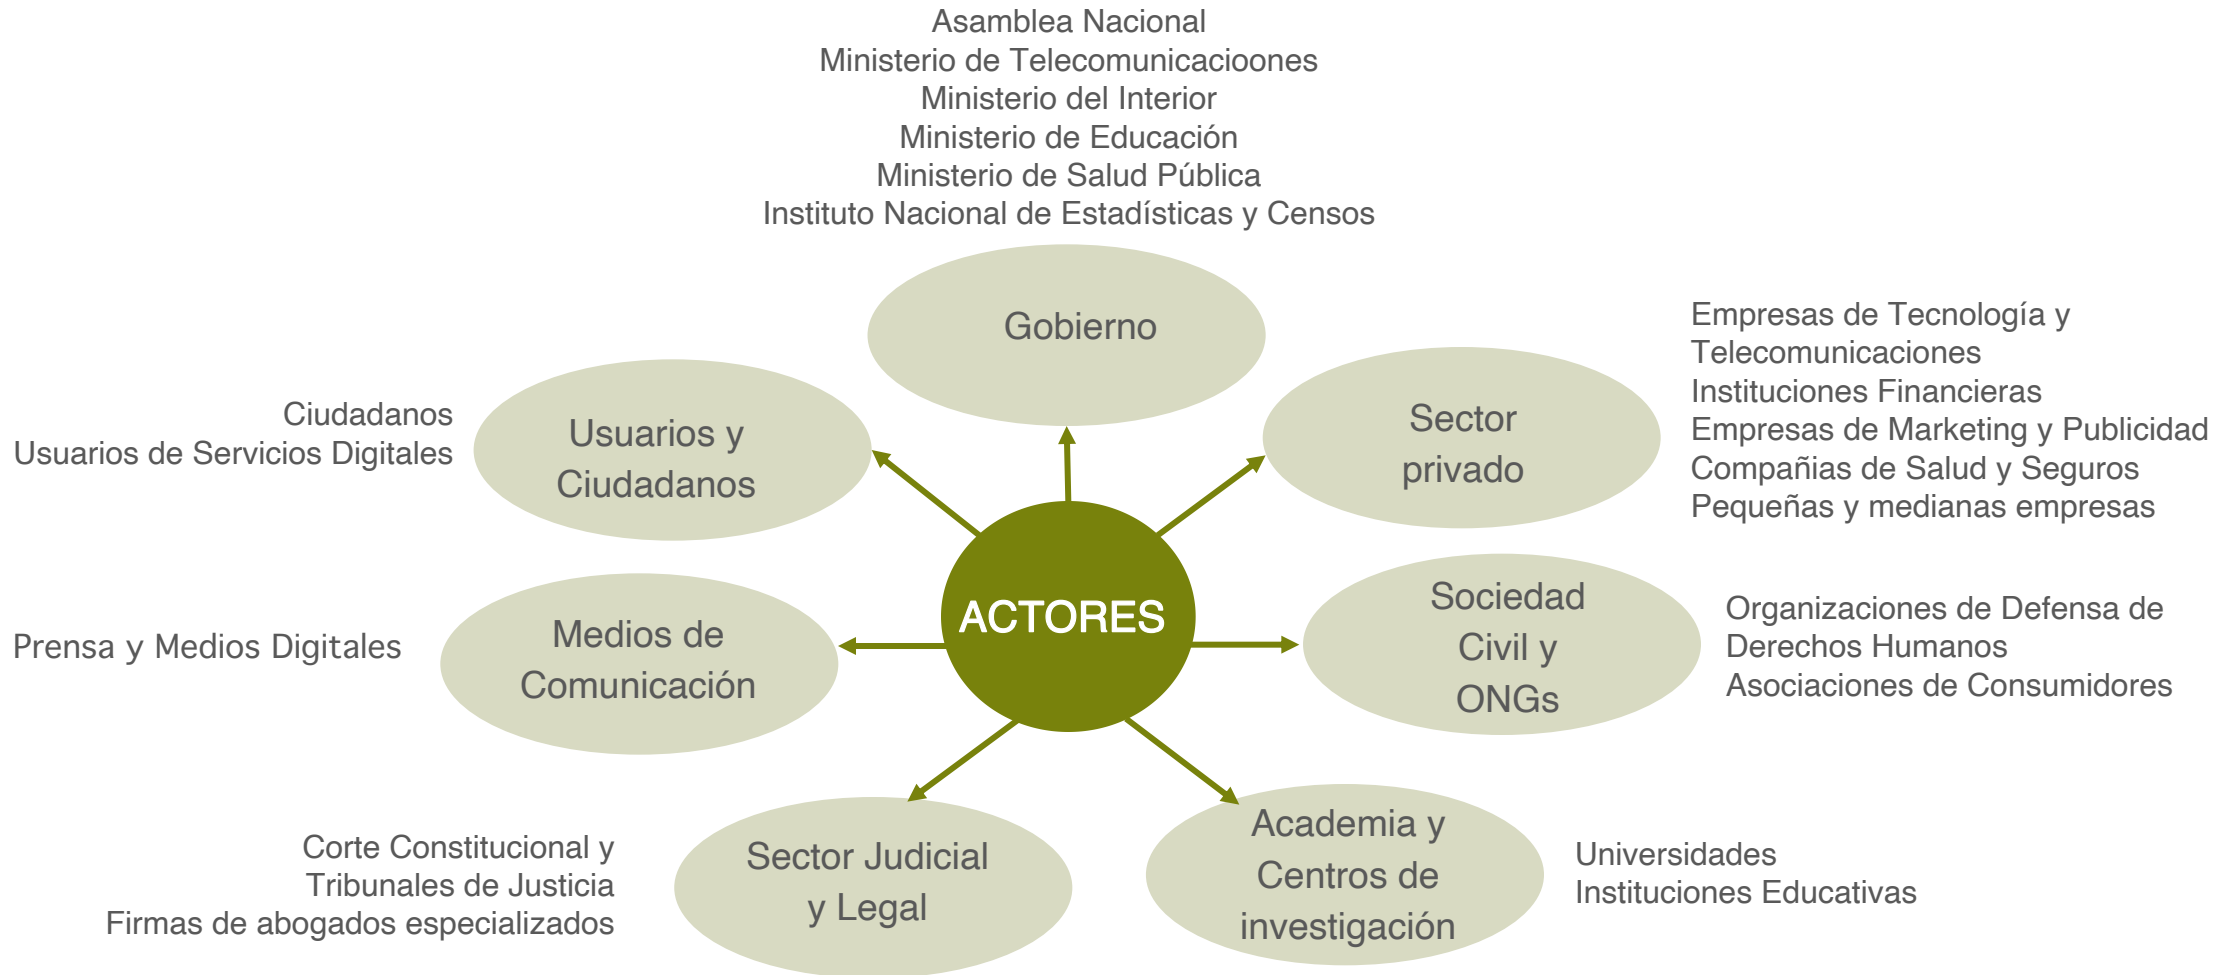 Asamblea Nacional
Ministerio de Telecomunicacioones
Ministerio del Interior
Ministerio de Educación
Ministerio de Salud Pública
Instituto Nacional de Estadísticas y Censos
Gobierno
Empresas de Tecnología y
Telecomunicaciones
Instituciones Financieras
Empresas de Marketing y Publicidad
Compañias de Salud y Seguros
Pequeñas y medianas empresas
Sector
privado
Ciudadanos
Usuarios de Servicios Digitales
Usuarios y
Ciudadanos
ACTORES
Sociedad
Civil y
ONGs
Organizaciones de Defensa de
Derechos Humanos
Asociaciones de Consumidores
Prensa y Medios Digitales
Medios de
Comunicación
Corte Constitucional y
Tribunales de Justicia
Firmas de abogados especializados
Sector Judicial
y Legal
Academia y
Centros de
investigación
Universidades
Instituciones Educativas